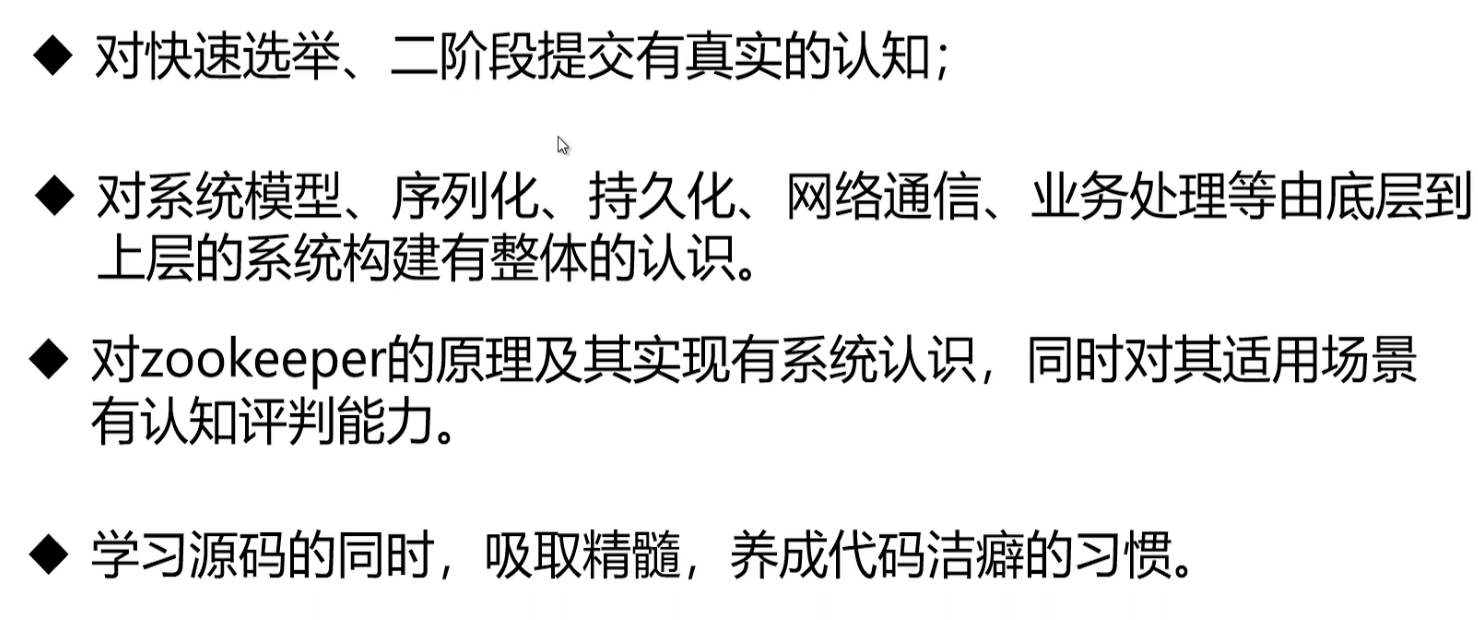 ◆ 对快速选举、二阶段提交有真实的认知；
◆ 对系统模型、序列化、持久化、网络通信、业务处理等由底层到
上层的系统构建有整体的认识。
◆ 对zookeeper的原理及其实现有系统认识，同时对其适用场景
有认知评判能力。
◆ 学习源码的同时，吸取精髓，养成代码洁癖的习惯。